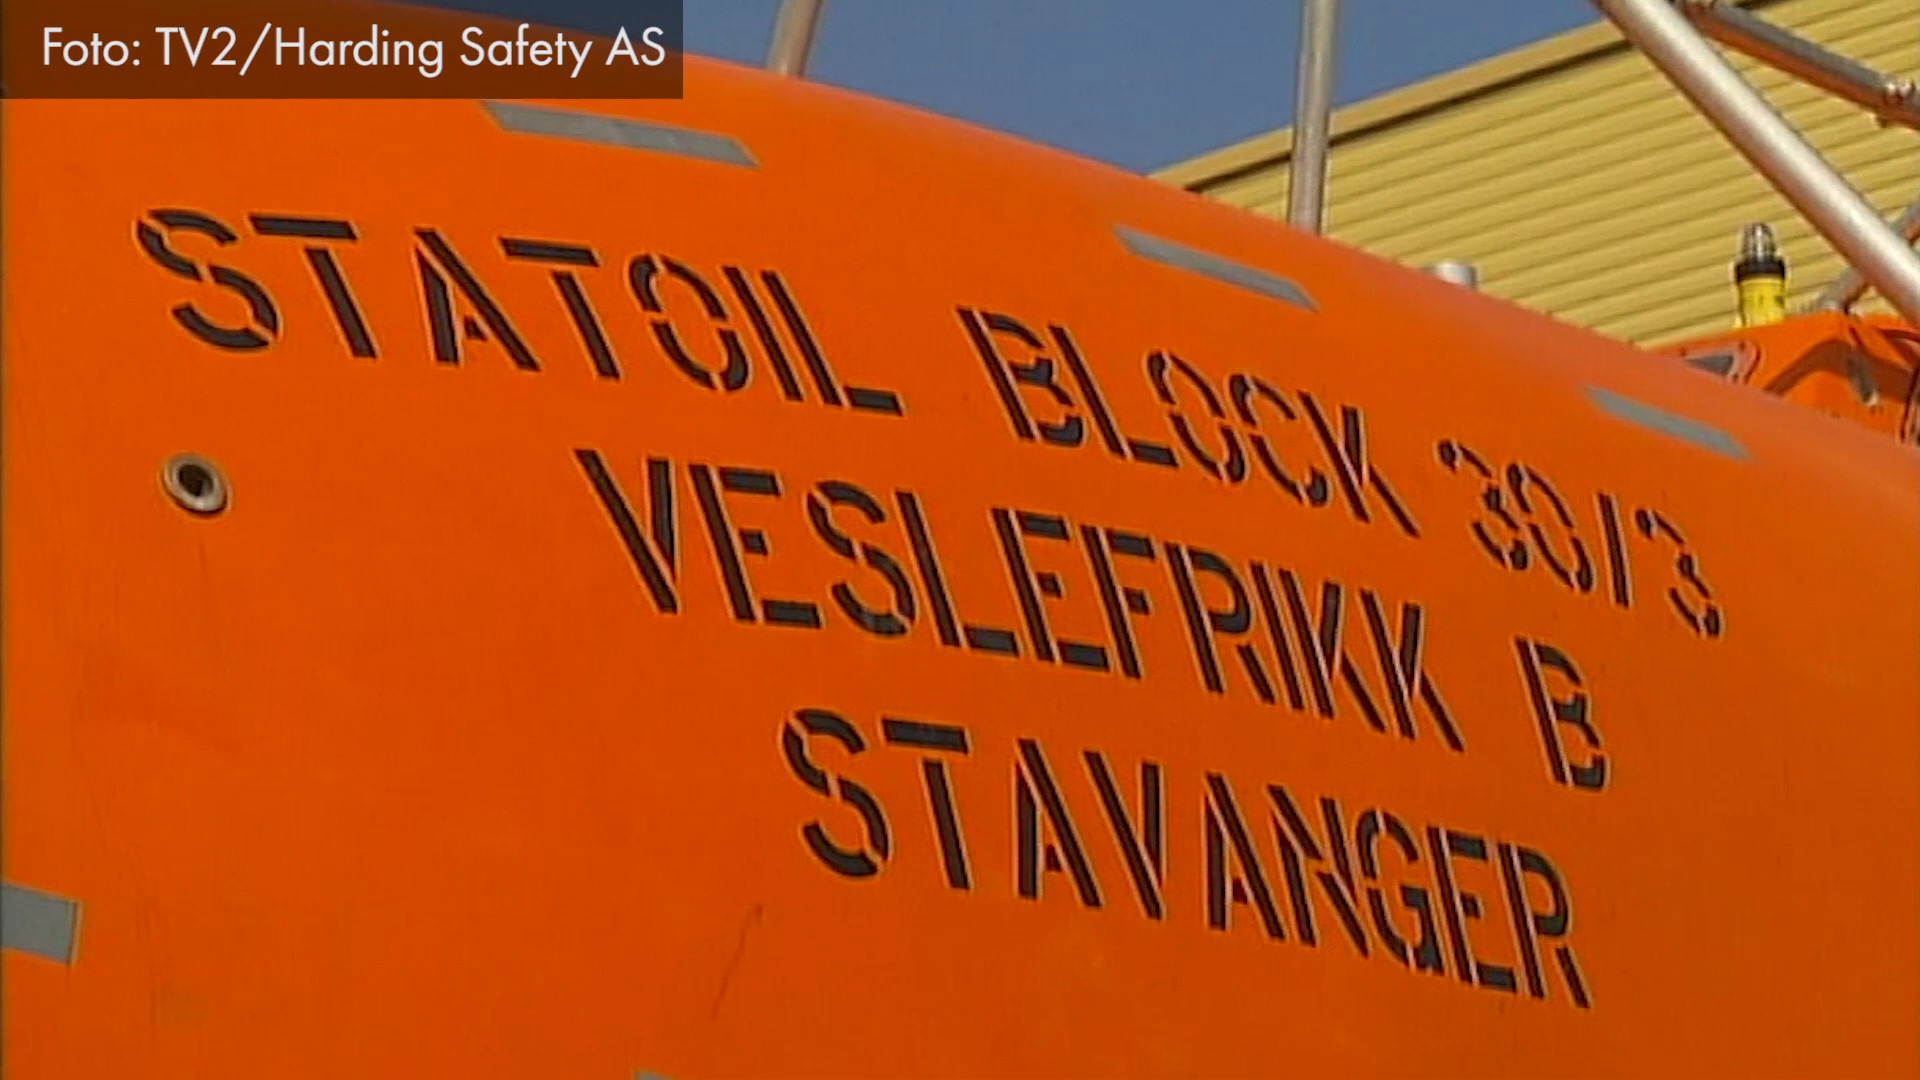 Foto: TV2/Harding Safety AS
STATOIL BLOCK 30/3
VESLEFRIKK B
STAVANGER